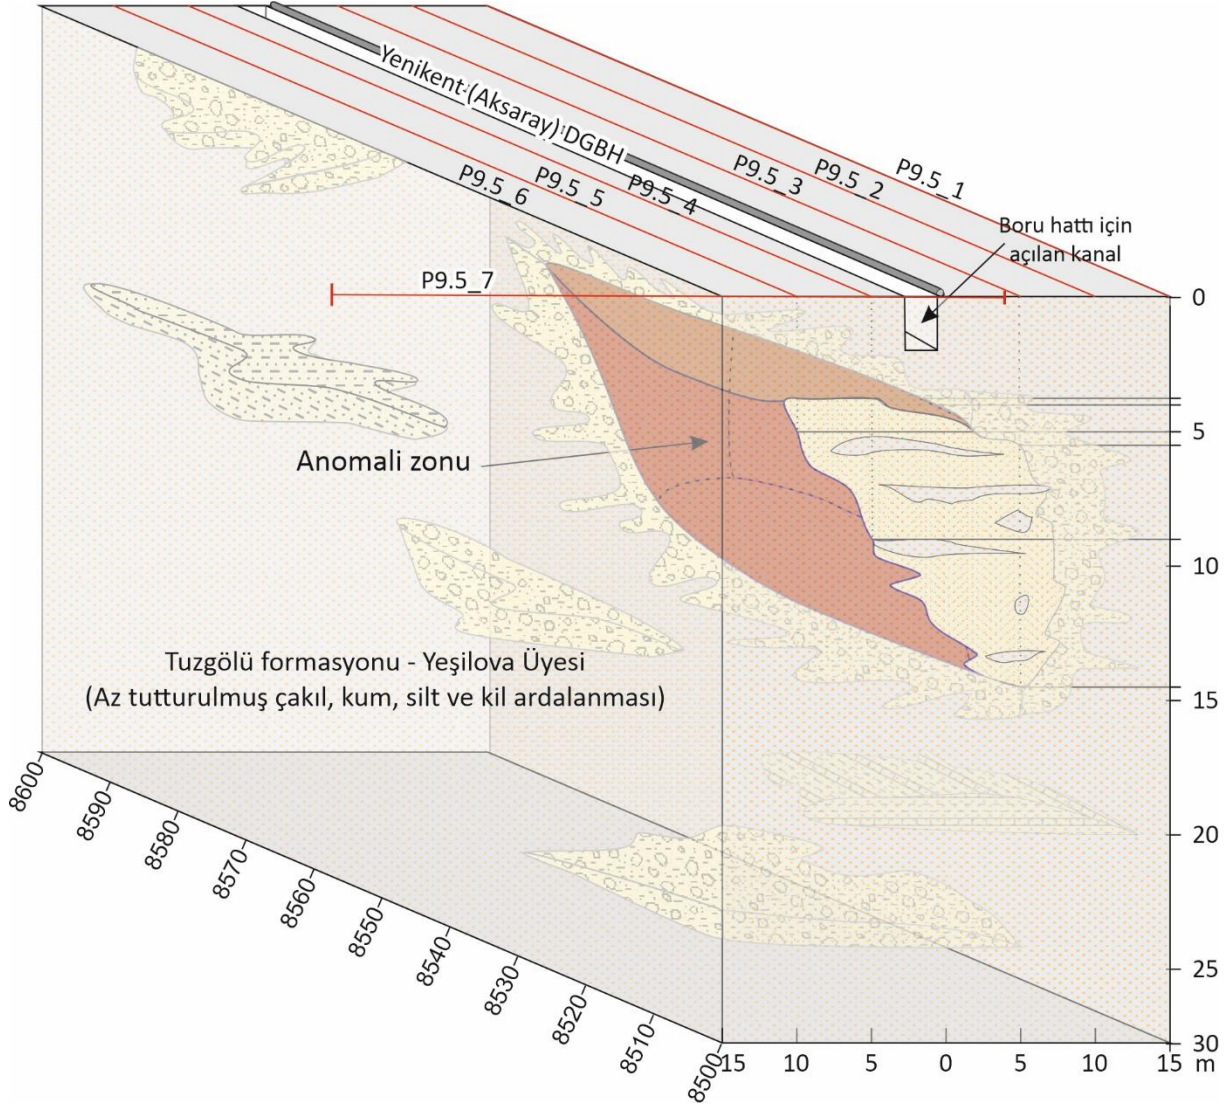 Yenikent (Aksaray) DGBH
P9.5_1
P9.5_2
P9.5_3
P9.5_4
P9.5_5
P9.5_6
Boru hattı için
açılan kanal
P9.5_7
0
5
Anomali zonu
10
Tuzgölü formasyonu - Yeşilova Üyesi
(Az tutturulmuş çakıl, kum, silt ve kil ardalanması)
15
20
25
30
8600
8590
8580
8570
8560
8550
8540
8530
8520
8510
8500
15 10 5 0 5 10 15 m